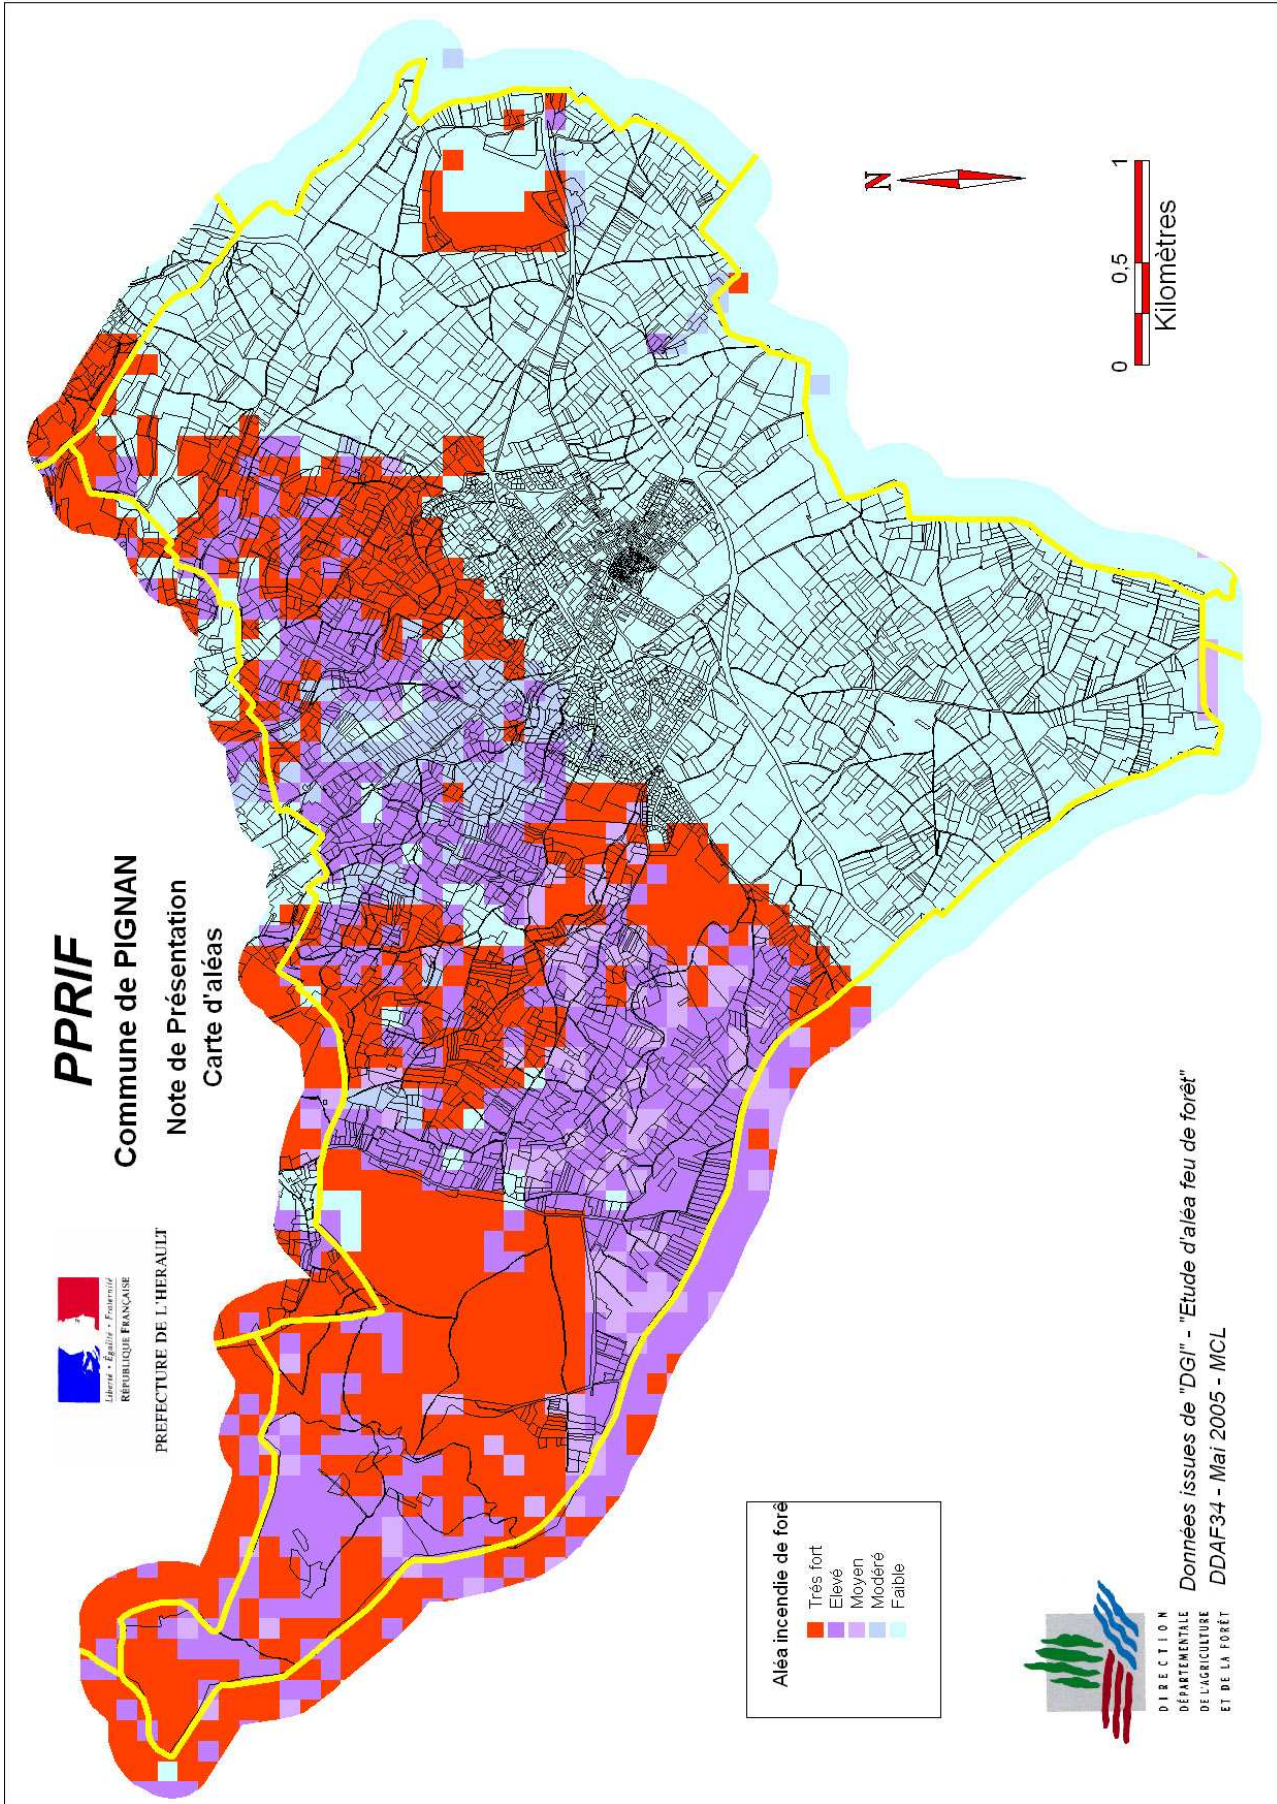 PPRIF
Commune de PIGNAN
Note de Présentation
Carte d'aléas
Liberté • Égalité • Fraternité
RÉPUBLIQUE FRANÇAISE
PREFECTURE DE L'HERAULT
N
0 0,5 1
Kilomètres
Aléa incendie de forê
Trés fort
Elevé
Moyen
Modéré
Faible
DIRECTION
DÉPARTEMENTALE
DE L'AGRICULTURE
ET DE LA FORÊT
Données issues de "DGI" - "Etude d'aléa feu de forêt"
DDAF34 - Mai 2005 - MCL